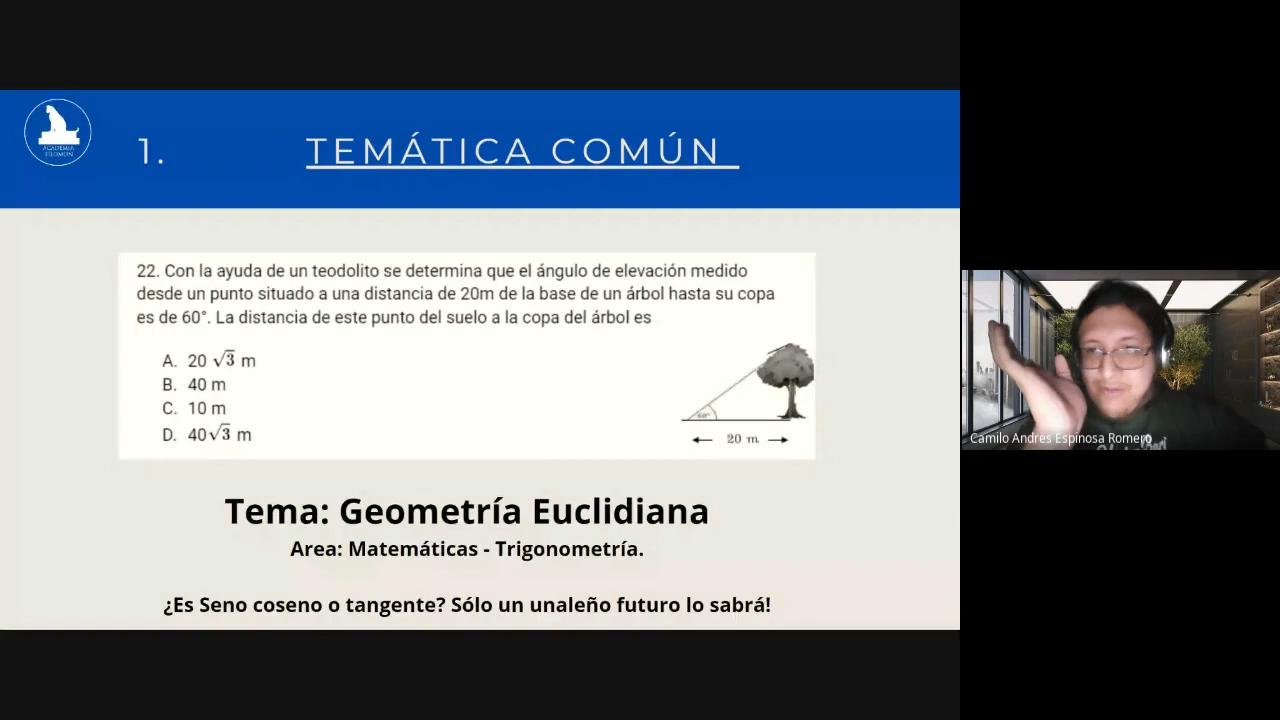 ACADEMIA
FILOMUN
1. TEMÁTICA COMÚN
22. Con la ayuda de un teodolito se determina que el ángulo de elevación medido
desde un punto situado a una distancia de 20m de la base de un árbol hasta su copa
es de 60°. La distancia de este punto del suelo a la copa del árbol es
A. 20 √3 m
B. 40 m
C. 10 m
D. 40√3 m
60°
20 m
Tema: Geometría Euclidiana
Area: Matemáticas - Trigonometría.
¿Es Seno coseno o tangente? Sólo un unaleño futuro lo sabrá!
Camilo Andres Espinosa Romero